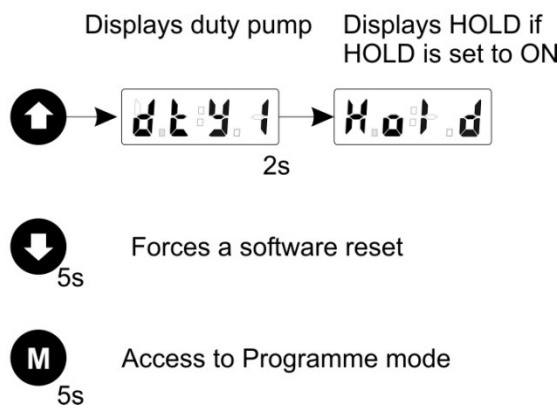 Displays duty pump
Displays HOLD if
HOLD is set to ON
dty1
Hold
2s
5s
Forces a software reset
M
5s
Access to Programme mode